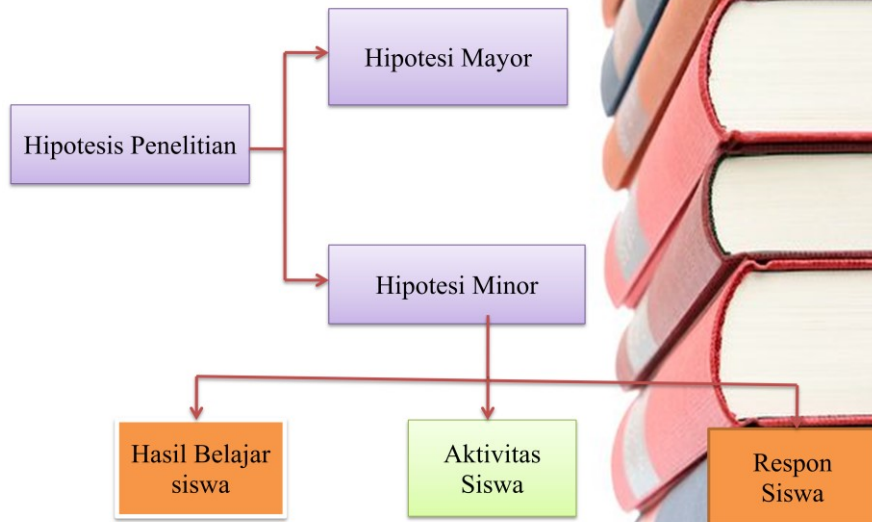 Hipotesi Mayor
Hipotesis Penelitian
Hipotesi Minor
Hasil Belajar
siswa
Aktivitas
Siswa
Respon
Siswa